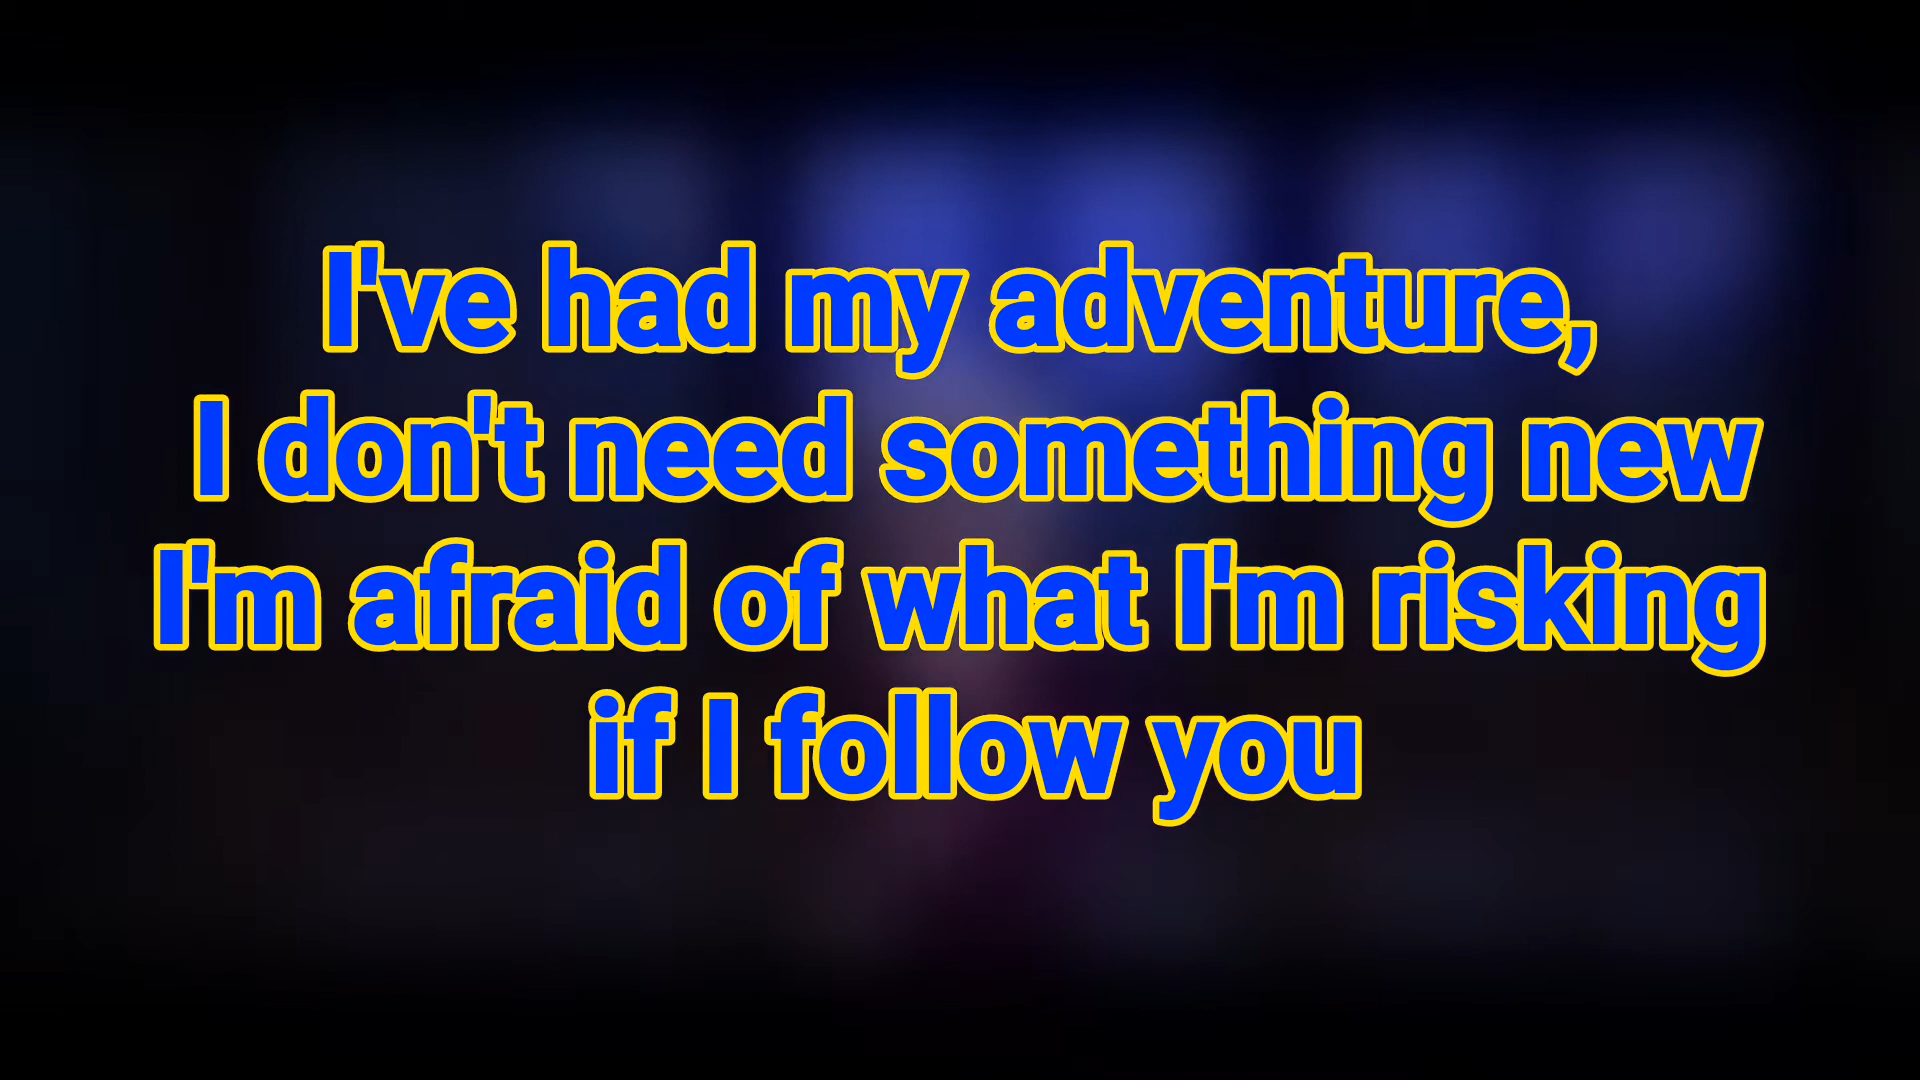 I've had my adventure,
I don't need something new
I'm afraid of what I'm risking
if I follow you